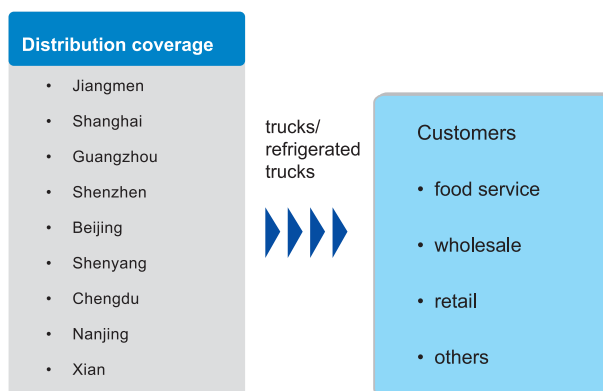 Distribution coverage
• Jiangmen
• Shanghai
• Guangzhou
• Shenzhen
• Beijing
• Shenyang
• Chengdu
• Nanjing
• Xian
trucks/
refrigerated
trucks
Customers
• food service
• wholesale
• retail
• others